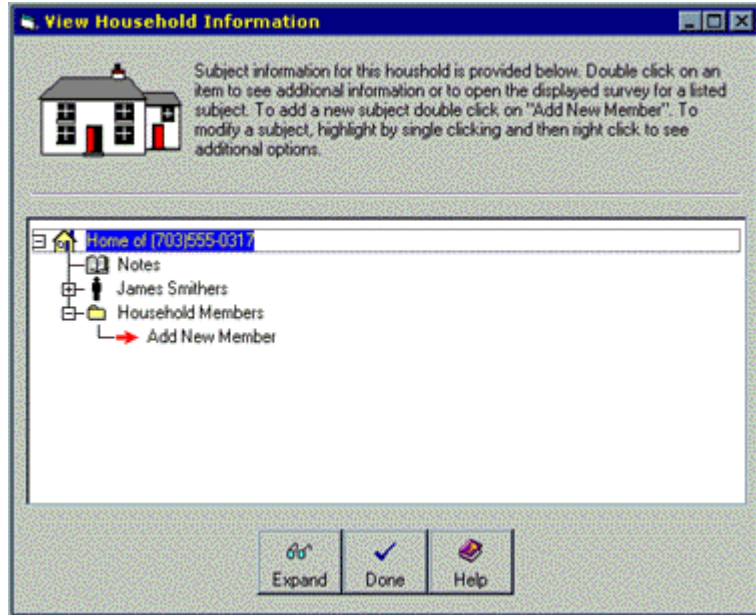 View Household Information
Subject information for this houshold is provided below. Double click on an
item to see additional information or to open the displayed survey for a listed
subject. To add a new subject double click on "Add New Member". To
modify a subject, highlight by single clicking and then right click to see
additional options.
Home of (703)555-0317
Notes
James Smithers
Household Members
Add New Member
Expand Done Help